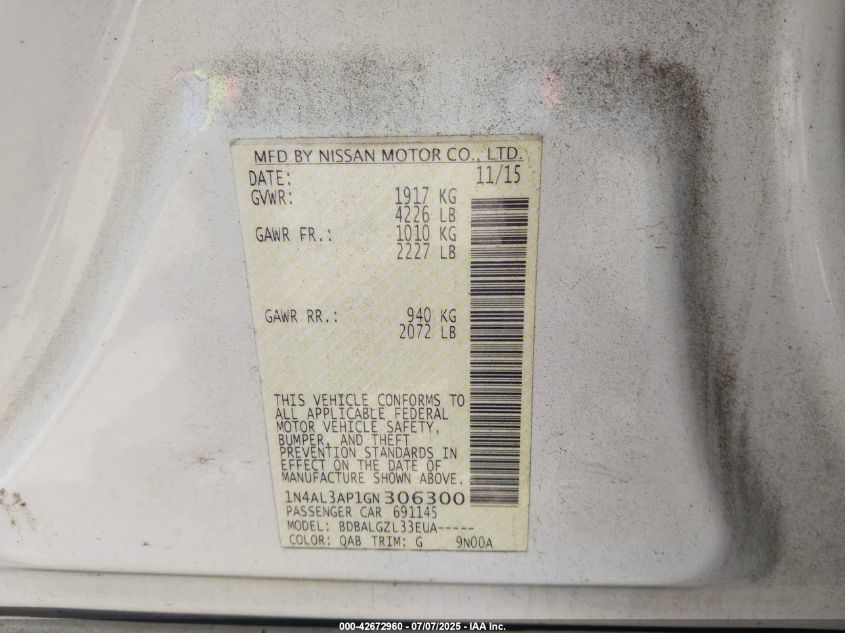 MFD BY NISSAN MOTOR CO., LTD.
DATE: 11/15
GVWR: 1917 KG
4226 LB
GAWR FR.: 1010 KG
2227 LB
GAWR RR.: 940 KG
2072 LB
THIS VEHICLE CONFORMS TO
ALL APPLICABLE FEDERAL
MOTOR VEHICLE SAFETY,
BUMPER, AND THEFT
PREVENTION STANDARDS IN
EFFECT ON THE DATE OF
MANUFACTURE SHOWN ABOVE.
1N4AL3AP1GN306300
PASSENGER CAR 691145
MODEL: BDBALGZL33EUA-----
COLOR: QAB TRIM: G 9N00A
000-42672960 - 07/07/2025 - IAA Inc.